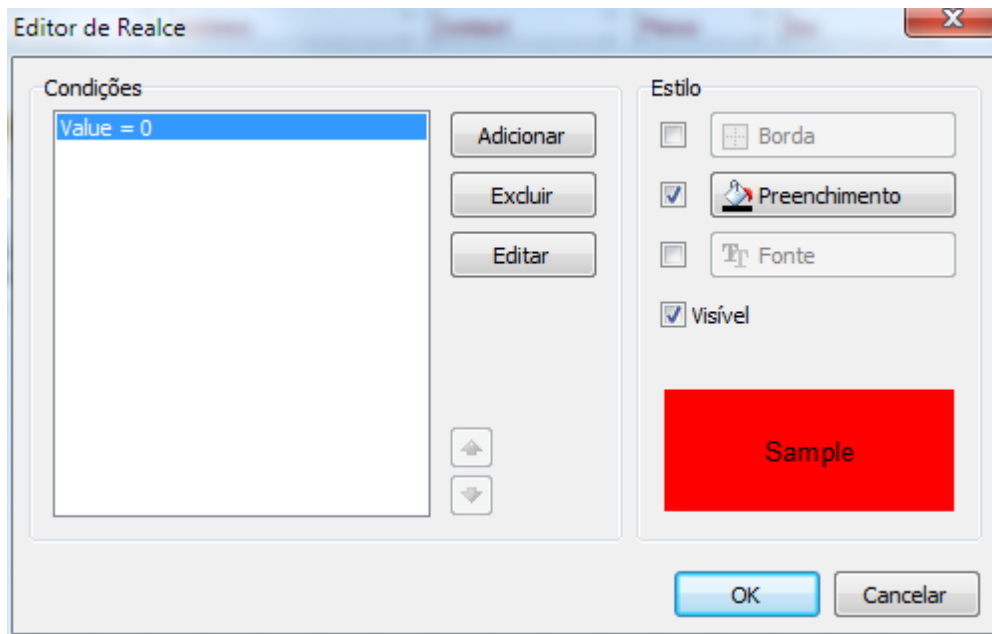 Editor de Realce
Condições
Value = 0
Adicionar
Excluir
Editar
Estilo
Borda
Preenchimento
Fonte
Visível
Sample
OK
Cancelar